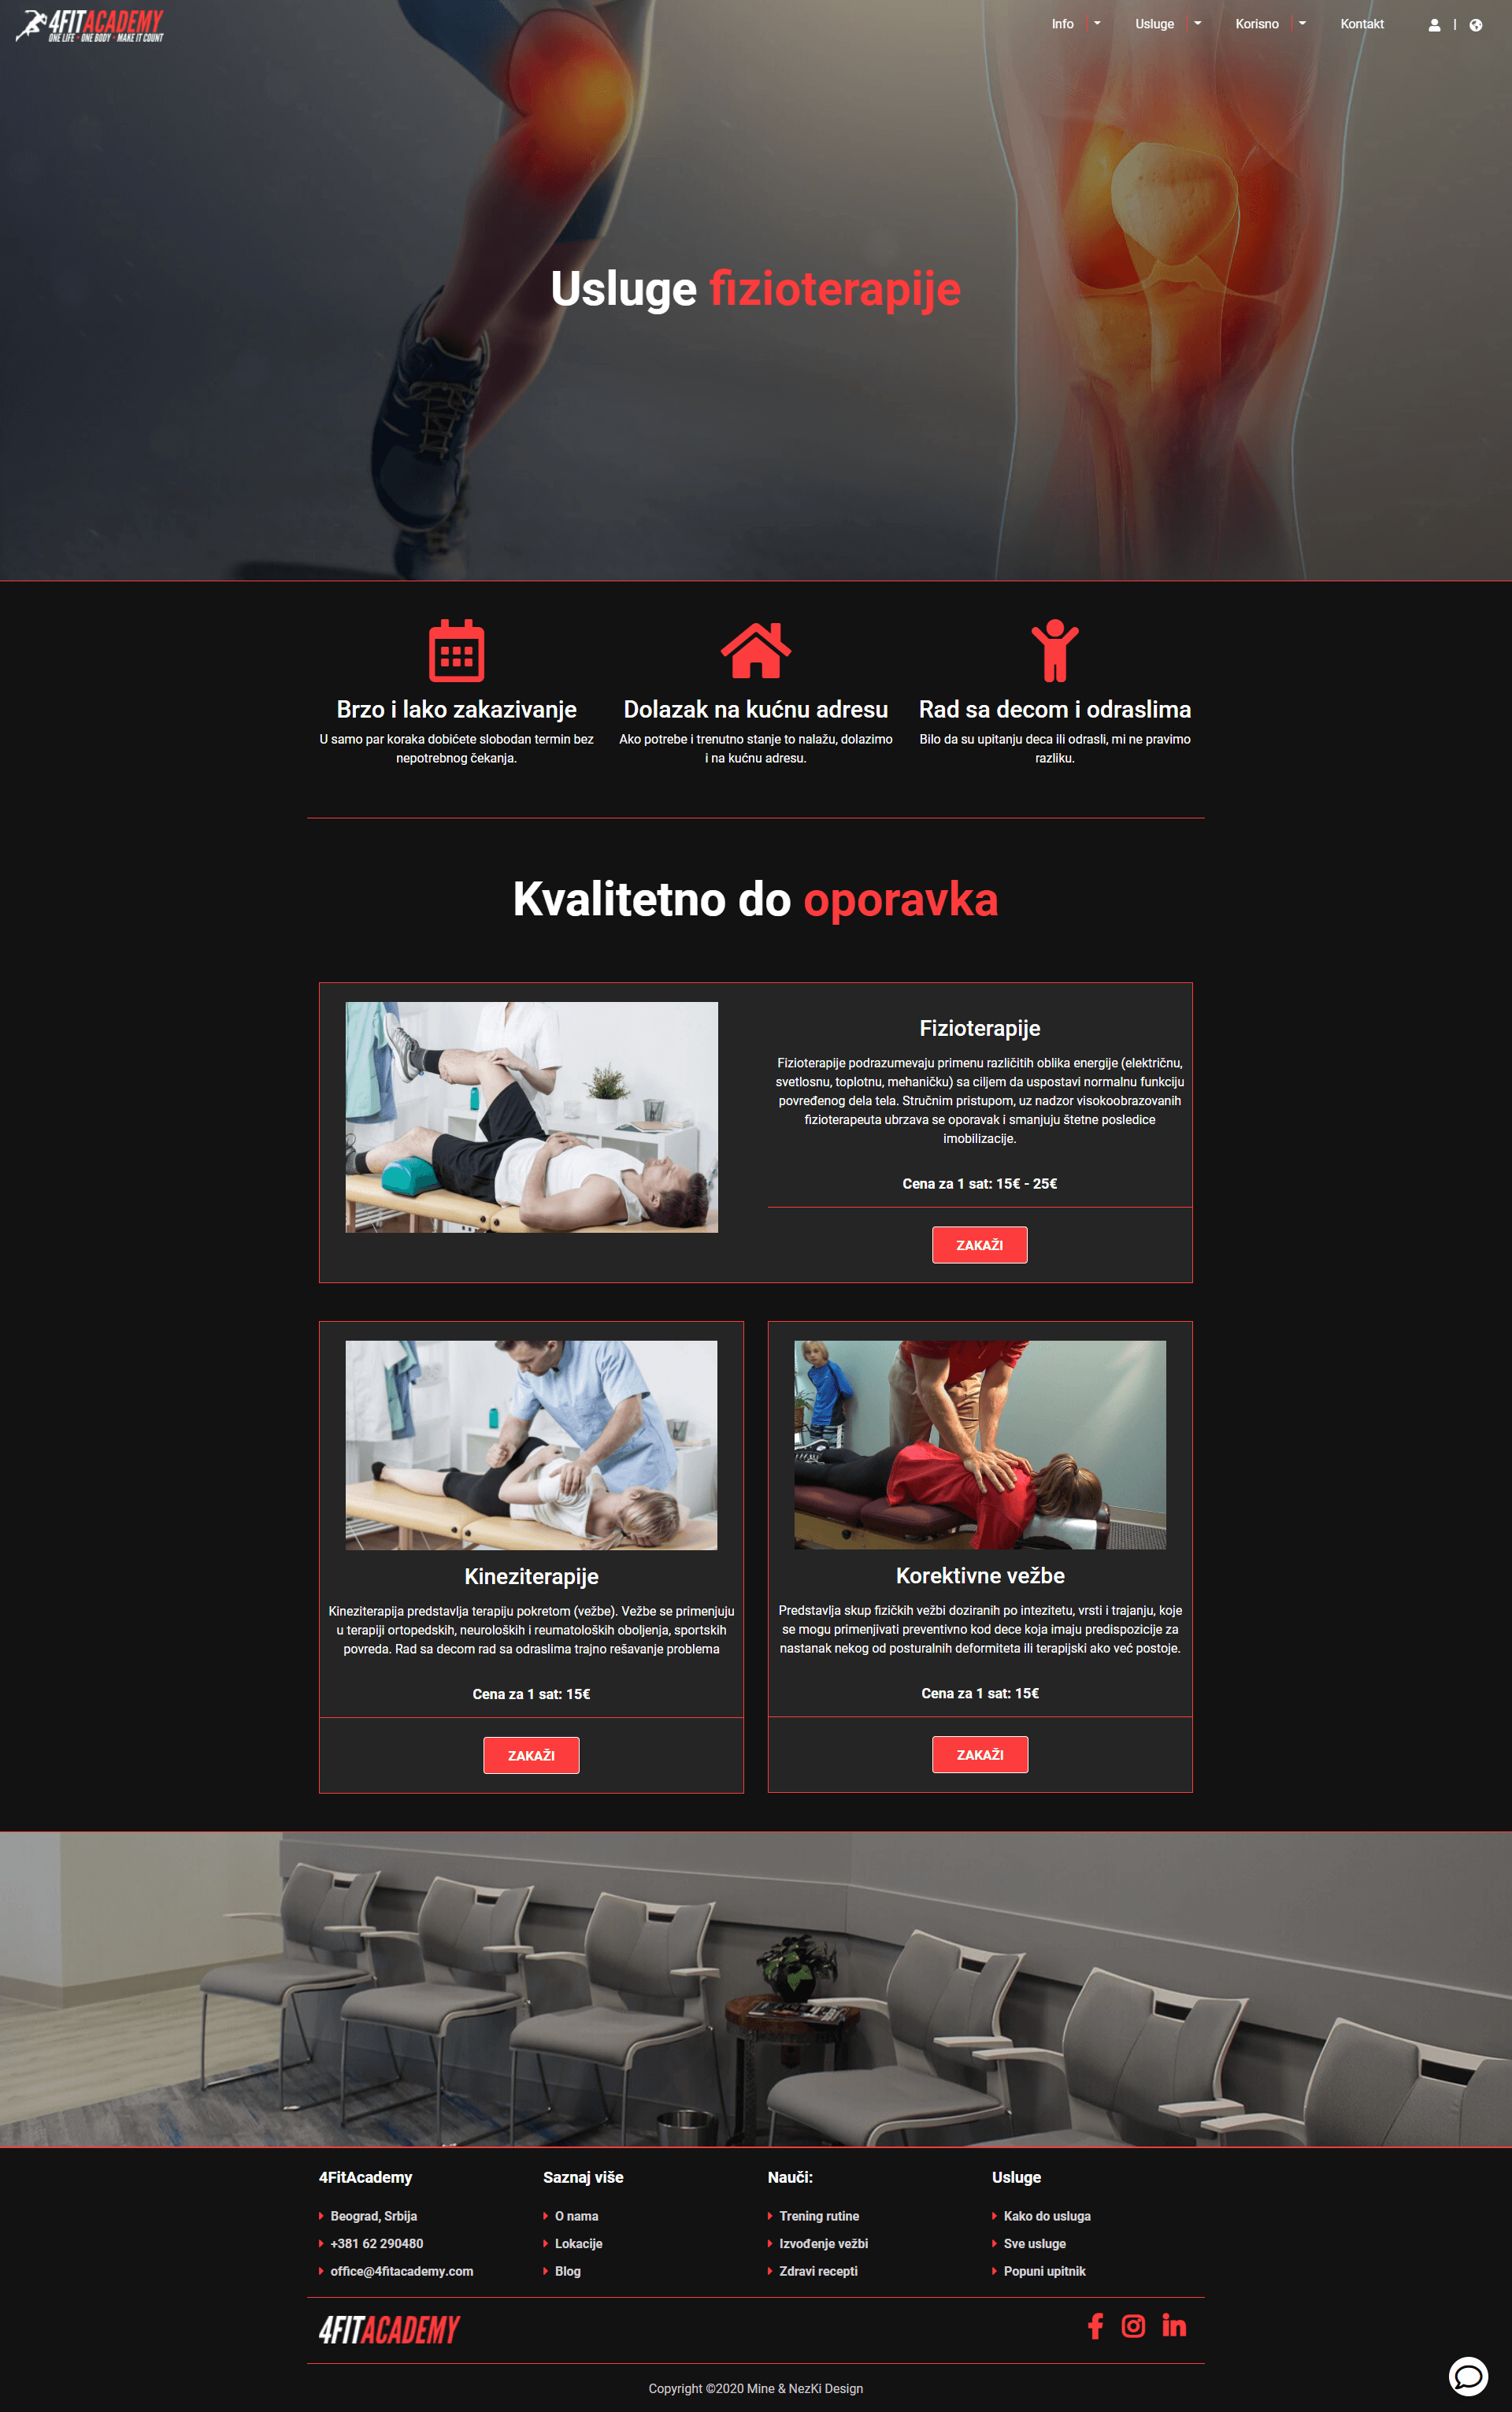 4FITACADEMY
ONE LIFE • ONE BODY • MAKE IT COUNT
Info
Usluge
Korisno
Kontakt
|
Usluge fizioterapije
Brzo i lako zakazivanje
U samo par koraka dobićete slobodan termin bez
nepotrebnog čekanja.
Dolazak na kućnu adresu
Ako potrebe i trenutno stanje to nalažu, dolazimo
i na kućnu adresu.
Rad sa decom i odraslima
Bilo da su upitanju deca ili odrasli, mi ne pravimo
razliku.
Kvalitetno do oporavka
Fizioterapije
Fizioterapije podrazumevaju primenu različitih oblika energije (električnu,
svetlosnu, toplotnu, mehaničku) sa ciljem da uspostavi normalnu funkciju
povređenog dela tela. Stručnim pristupom, uz nadzor visokoobrazovanih
fizioterapeuta ubrzava se oporavak i smanjuju štetne posledice
imobilizacije.
Cena za 1 sat: 15€ - 25€
ZAKAŽI
Kineziterapije
Kineziterapija predstavlja terapiju pokretom (vežbe). Vežbe se primenjuju
u terapiji ortopedskih, neuroloških i reumatoloških oboljenja, sportskih
povreda. Rad sa decom rad sa odraslima trajno rešavanje problema
Cena za 1 sat: 15€
ZAKAŽI
Korektivne vežbe
Predstavlja skup fizičkih vežbi doziranih po intezitetu, vrsti i trajanju, koje
se mogu primenjivati preventivno kod dece koja imaju predispozicije za
nastanak nekog od posturalnih deformiteta ili terapijski ako već postoje.
Cena za 1 sat: 15€
ZAKAŽI
4FitAcademy
Beograd, Srbija
+381 62 290480
office@4fitacademy.com
Saznaj više
O nama
Lokacije
Blog
Nauči:
Trening rutine
Izvođenje vežbi
Zdravi recepti
Usluge
Kako do usluga
Sve usluge
Popuni upitnik
4FITACADEMY
Copyright ©2020 Mine & NezKi Design